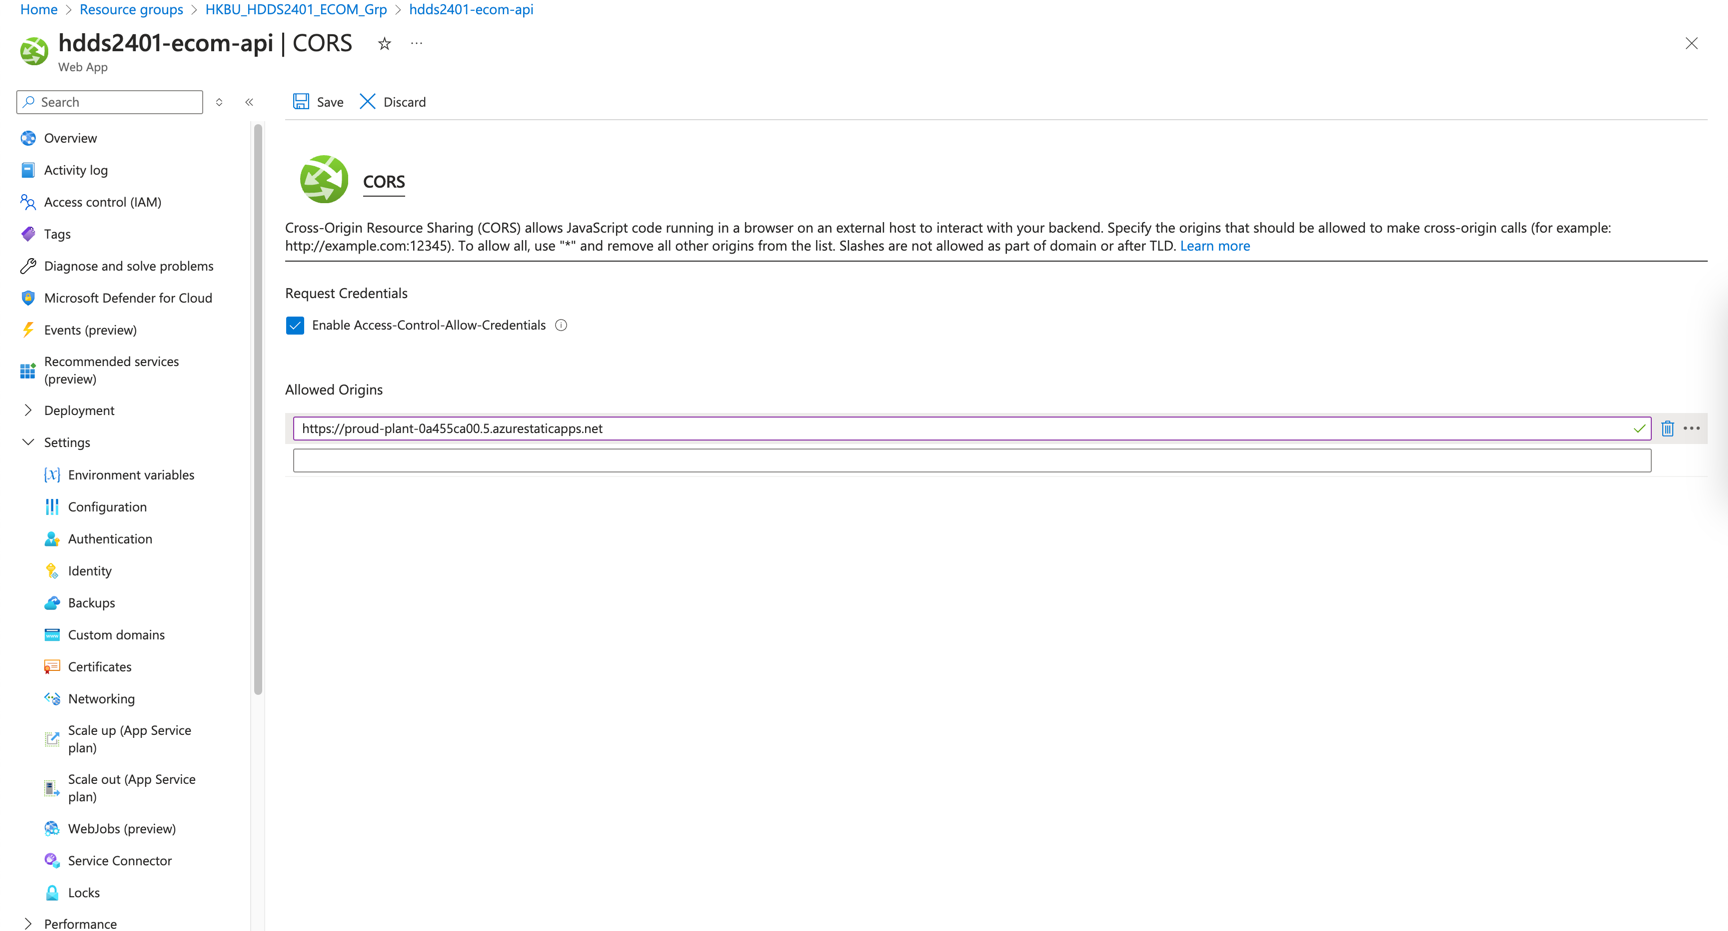 Home > Resource groups > HKBU_HDDS2401_ECOM_Grp > hdds2401-ecom-api
hdds2401-ecom-api | CORS
Web App
Search
Save Discard
Overview
Activity log
Access control (IAM)
Tags
Diagnose and solve problems
Microsoft Defender for Cloud
Events (preview)
Recommended services
(preview)
Deployment
Settings
Environment variables
Configuration
Authentication
Identity
Backups
Custom domains
Certificates
Networking
Scale up (App Service
plan)
Scale out (App Service
plan)
WebJobs (preview)
Service Connector
Locks
Performance
CORS
Cross-Origin Resource Sharing (CORS) allows JavaScript code running in a browser on an external host to interact with your backend. Specify the origins that should be allowed to make cross-origin calls (for example:
http://example.com:12345). To allow all, use "*" and remove all other origins from the list. Slashes are not allowed as part of domain or after TLD. Learn more
Request Credentials
Enable Access-Control-Allow-Credentials
Allowed Origins
https://proud-plant-0a455ca00.5.azurestaticapps.net